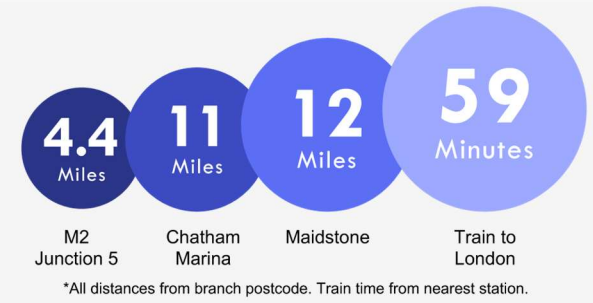 4.4
Miles
11
Miles
12
Miles
59
Minutes
M2
Junction 5
Chatham
Marina
Maidstone
Train to
London
*All distances from branch postcode. Train time from nearest station.